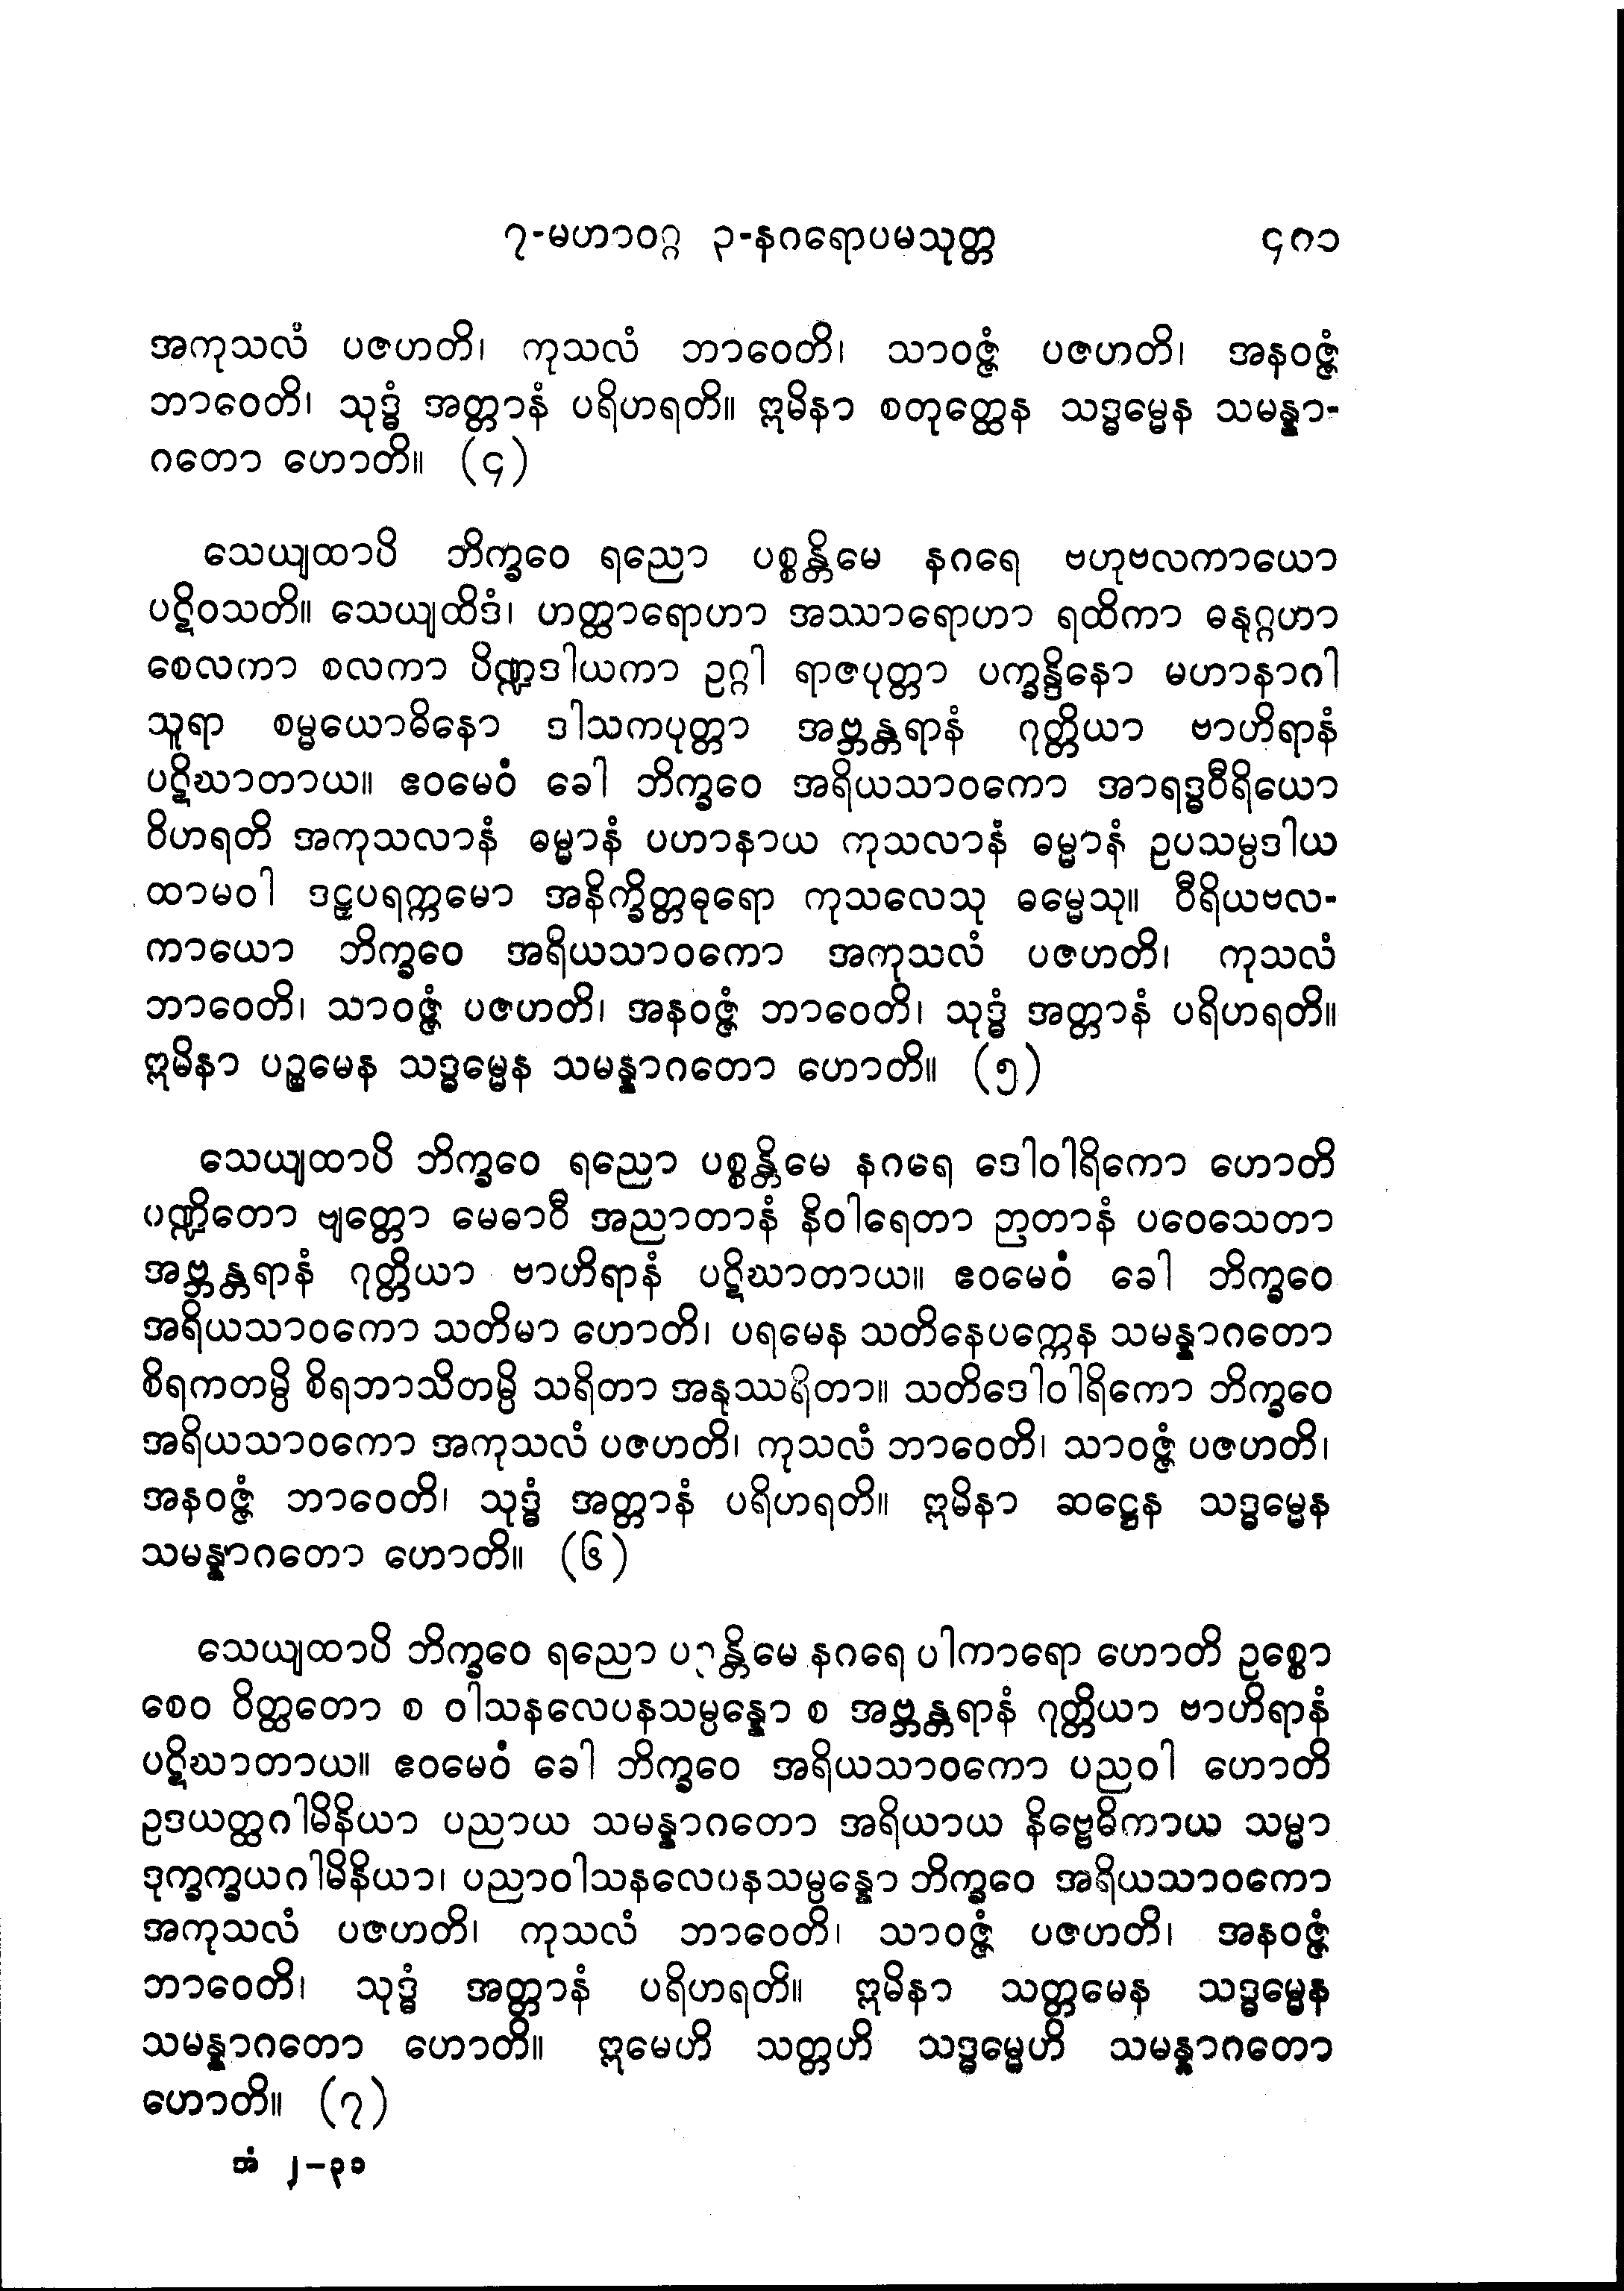 ၇-မဟာဝဂ္ဂ ၃-နဂရောပမသုတ္တ ၄၈၁
အကုသလံ ပဇဟတိ၊ ကုသလံ ဘာဝေတိ၊ သာဝဇ္ဇံ ပဇဟတိ၊ အနဝဇ္ဇံ
ဘာဝေတိ၊ သုဒ္ဓံ အတ္တာနံ ပရိဟရတိ။ ဣမိနာ စတုတ္ထေန သဒ္ဓမ္မေန သမန္နာ-
ဂတော ဟောတိ။ (၄)
သေယျထာပိ ဘိက္ခဝေ ရညော ပစ္စန္တိမေ နဂရေ ဗဟုဗလကာယော
ပဋိဝသတိ။ သေယျထိဒံ၊ ဟတ္ထာရောဟာ အဿာရောဟာ ရထိကာ ဓနုဂ္ဂဟာ
စေလကာ စလကာ ပိဏ္ဍဒါယကာ ဥဂ္ဂါ ရာဇပုတ္တာ ပက္ခန္ဒိနော မဟာနာဂါ
သူရာ စမ္မယောဓိနော ဒါသကပုတ္တာ အဗ္ဘန္တရာနံ ဂုတ္တိယာ ဗာဟိရာနံ
ပဋိဃာတာယ။ ဧဝမေဝံ ခေါ ဘိက္ခဝေ အရိယသာဝကော အာရဒ္ဓဝီရိယော
ဝိဟရတိ အကုသလာနံ ဓမ္မာနံ ပဟာနာယ ကုသလာနံ ဓမ္မာနံ ဥပသမ္ပဒါယ
ထာမဝါ ဒဠှပရက္ကမော အနိက္ခိတ္တဓုရော ကုသလေသု ဓမ္မေသု။ ဝီရိယဗလ-
ကာယော ဘိက္ခဝေ အရိယသာဝကော အကုသလံ ပဇဟတိ၊ ကုသလံ
ဘာဝေတိ၊ သာဝဇ္ဇံ ပဇဟတိ၊ အနဝဇ္ဇံ ဘာဝေတိ၊ သုဒ္ဓံ အတ္တာနံ ပရိဟရတိ။
ဣမိနာ ပဉ္စမေန သဒ္ဓမ္မေန သမန္နာဂတော ဟောတိ။ (၅)
သေယျထာပိ ဘိက္ခဝေ ရညော ပစ္စန္တိမေ နဂရေ ဒေါဝါရိကော ဟောတိ
ပဏ္ဍိတော ဗျတ္တော မေဓာဝီ အညာတာနံ နိဝါရေတာ ဉာတာနံ ပဝေသေတာ
အဗ္ဘန္တရာနံ ဂုတ္တိယာ ဗာဟိရာနံ ပဋိဃာတာယ။ ဧဝမေဝံ ခေါ ဘိက္ခဝေ
အရိယသာဝကော သတိမာ ဟောတိ၊ ပရမေန သတိနေပက္ကေန သမန္နာဂတော
စိရကတမ္ပိ စိရဘာသိတမ္ပိ သရိတာ အနုဿရိတာ။ သတိဒေါဝါရိကော ဘိက္ခဝေ
အရိယသာဝကော အကုသလံ ပဇဟတိ၊ ကုသလံ ဘာဝေတိ၊ သာဝဇ္ဇံ ပဇဟတိ၊
အနဝဇ္ဇံ ဘာဝေတိ၊ သုဒ္ဓံ အတ္တာနံ ပရိဟရတိ။ ဣမိနာ ဆဋ္ဌေန သဒ္ဓမ္မေန
သမန္နာဂတော ဟောတိ။ (၆)
သေယျထာပိ ဘိက္ခဝေ ရညော ပစ္စန္တိမေ နဂရေ ပါကာရော ဟောတိ ဥစ္စော
စေဝ ဝိတ္ထတော စ ဝါသနလေပနသမ္ပန္နော စ အဗ္ဘန္တရာနံ ဂုတ္တိယာ ဗာဟိရာနံ
ပဋိဃာတာယ။ ဧဝမေဝံ ခေါ ဘိက္ခဝေ အရိယသာဝကော ပညဝါ ဟောတိ
ဥဒယတ္ထဂါမိနိယာ ပညာယ သမန္နာဂတော အရိယာယ နိဗ္ဗေဓိကာယ သမ္မာ
ဒုက္ခက္ခယဂါမိနိယာ၊ ပညာဝါသနလေပနသမ္ပန္နော ဘိက္ခဝေ အရိယသာဝကော
အကုသလံ ပဇဟတိ၊ ကုသလံ ဘာဝေတိ၊ သာဝဇ္ဇံ ပဇဟတိ၊ အနဝဇ္ဇံ
ဘာဝေတိ၊ သုဒ္ဓံ အတ္တာနံ ပရိဟရတိ။ ဣမိနာ သတ္တမေန သဒ္ဓမ္မေန
သမန္နာဂတော ဟောတိ။ ဣမေဟိ သတ္တဟိ သဒ္ဓမ္မေဟိ သမန္နာဂတော
ဟောတိ။ (၇)
အံ ၂–၃၁